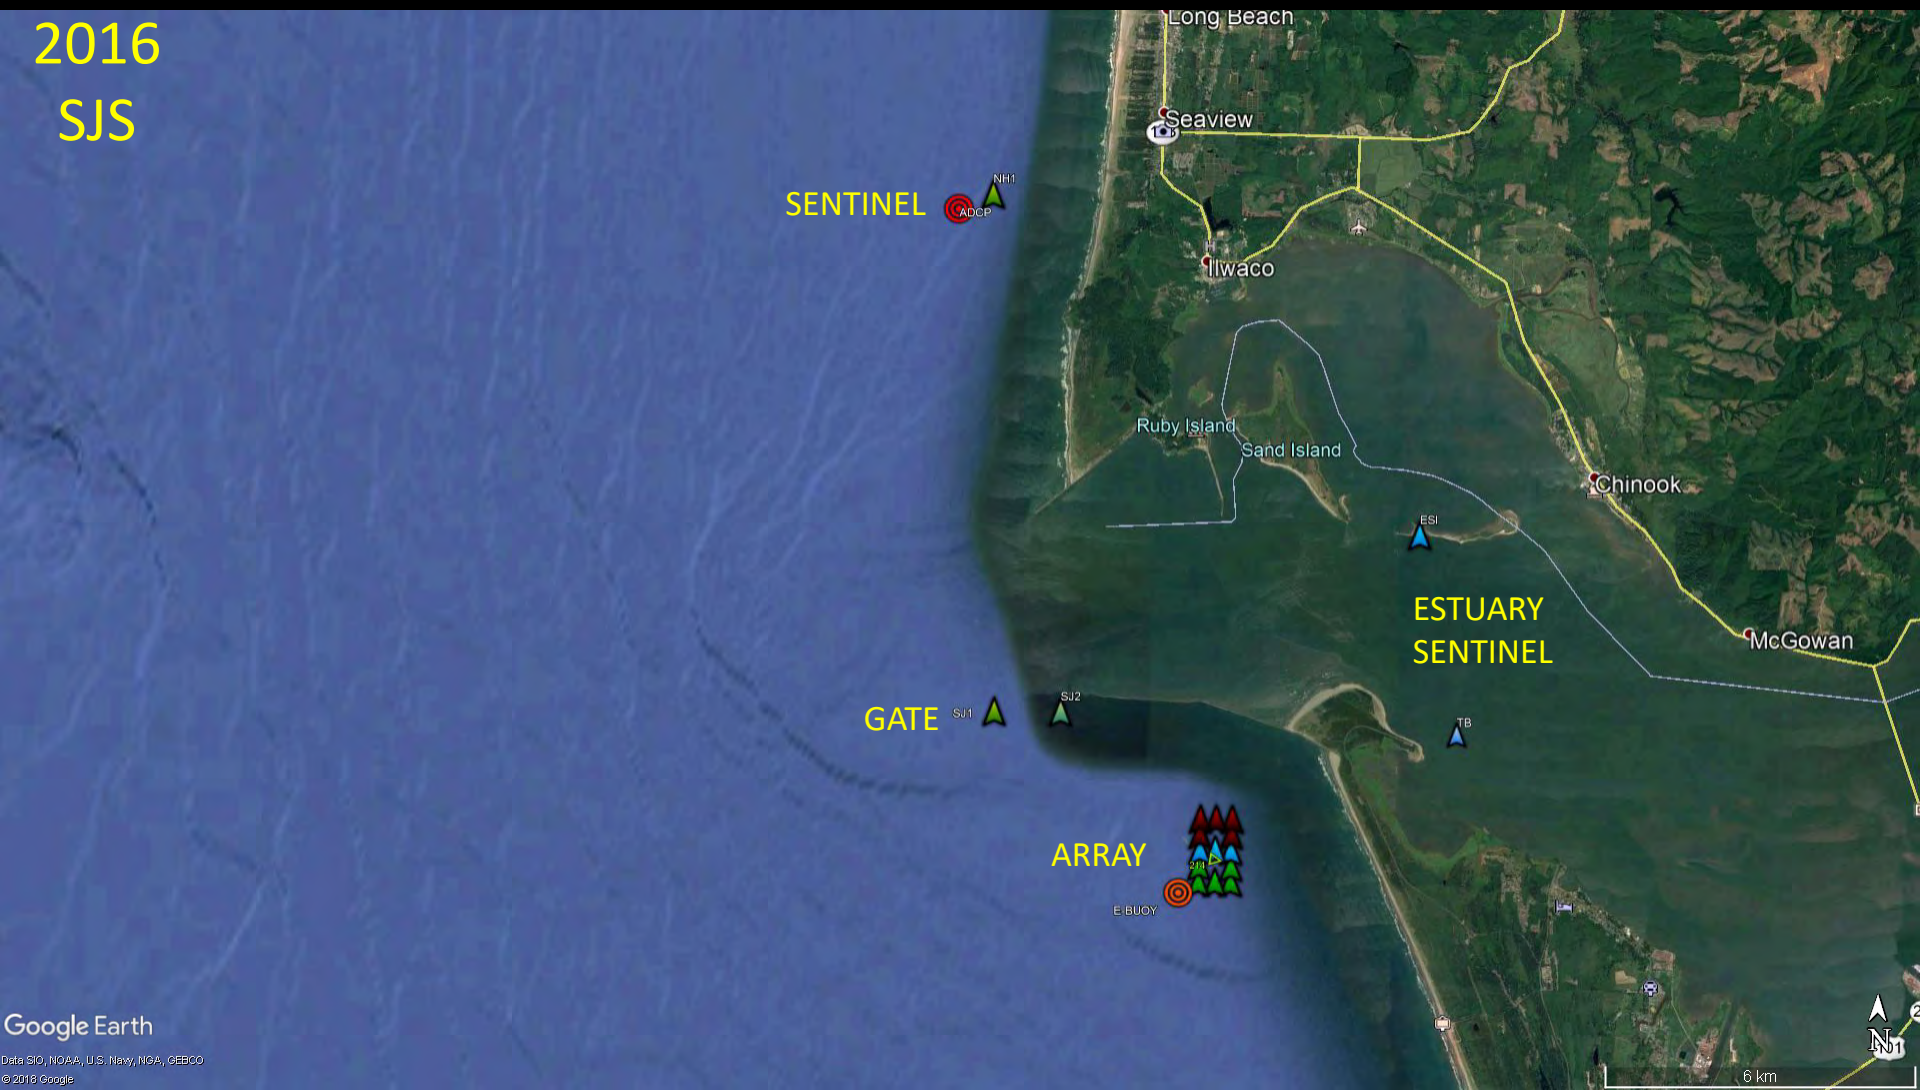 2016
SJS
Long Beach
Seaview
NH1
SENTINEL
ADCP
H
Ilwaco
Ruby Island
Sand Island
Chinook
ESI
ESTUARY
SENTINEL
McGowan
SJ2
GATE
SJ1
TB
ARRAY
214
E-BUOY
Google Earth
N
Data SIO, NOAA, U.S. Navy, NGA, GEBCO
© 2018 Google
6 km